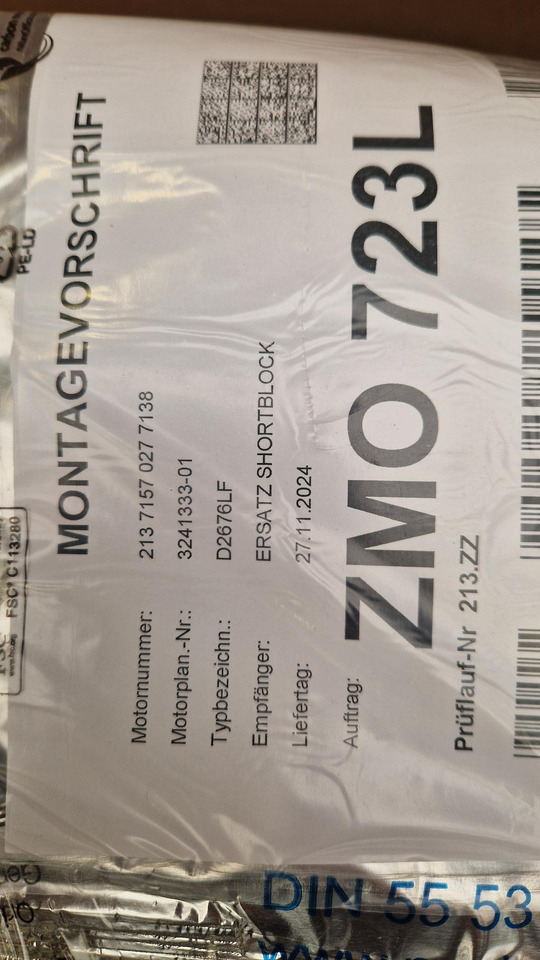 MONTAGEVORSCHRIFT
Motornummer: 213 7157 027 7138
Motorplan.-Nr.: 3241333-01
Typbezeichn.: D2676LF
Empfänger: ERSATZ SHORTBLOCK
Liefertag: 27.11.2024
Auftrag: ZMO 723L
Prüflauf-Nr 213.ZZ
PE-LD
FSC® C113280
DIN 55 53